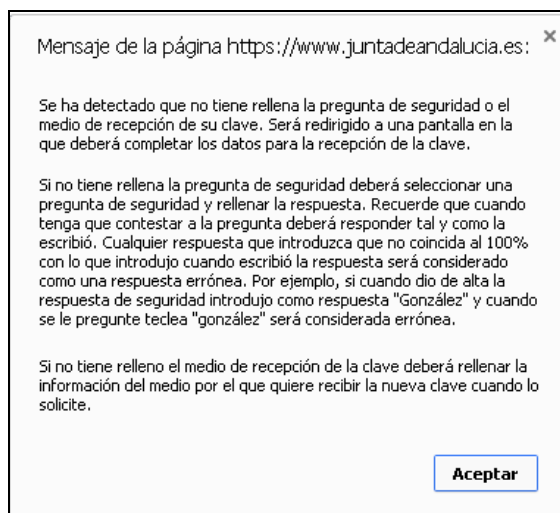 Mensaje de la página https://www.juntadeandalucia.es:
Se ha detectado que no tiene rellena la pregunta de seguridad o el
medio de recepción de su clave. Será redirigido a una pantalla en la
que deberá completar los datos para la recepción de la clave.
Si no tiene rellena la pregunta de seguridad deberá seleccionar una
pregunta de seguridad y rellenar la respuesta. Recuerde que cuando
tenga que contestar a la pregunta deberá responder tal y como la
escribió. Cualquier respuesta que introduzca que no coincida al 100%
con lo que introdujo cuando escribió la respuesta será considerado
como una respuesta errónea. Por ejemplo, si cuando dio de alta la
respuesta de seguridad introdujo como respuesta "González" y cuando
se le pregunte teclea "gonzález" será considerada errónea.
Si no tiene relleno el medio de recepción de la clave deberá rellenar la
información del medio por el que quiere recibir la nueva clave cuando lo
solicite.
Aceptar